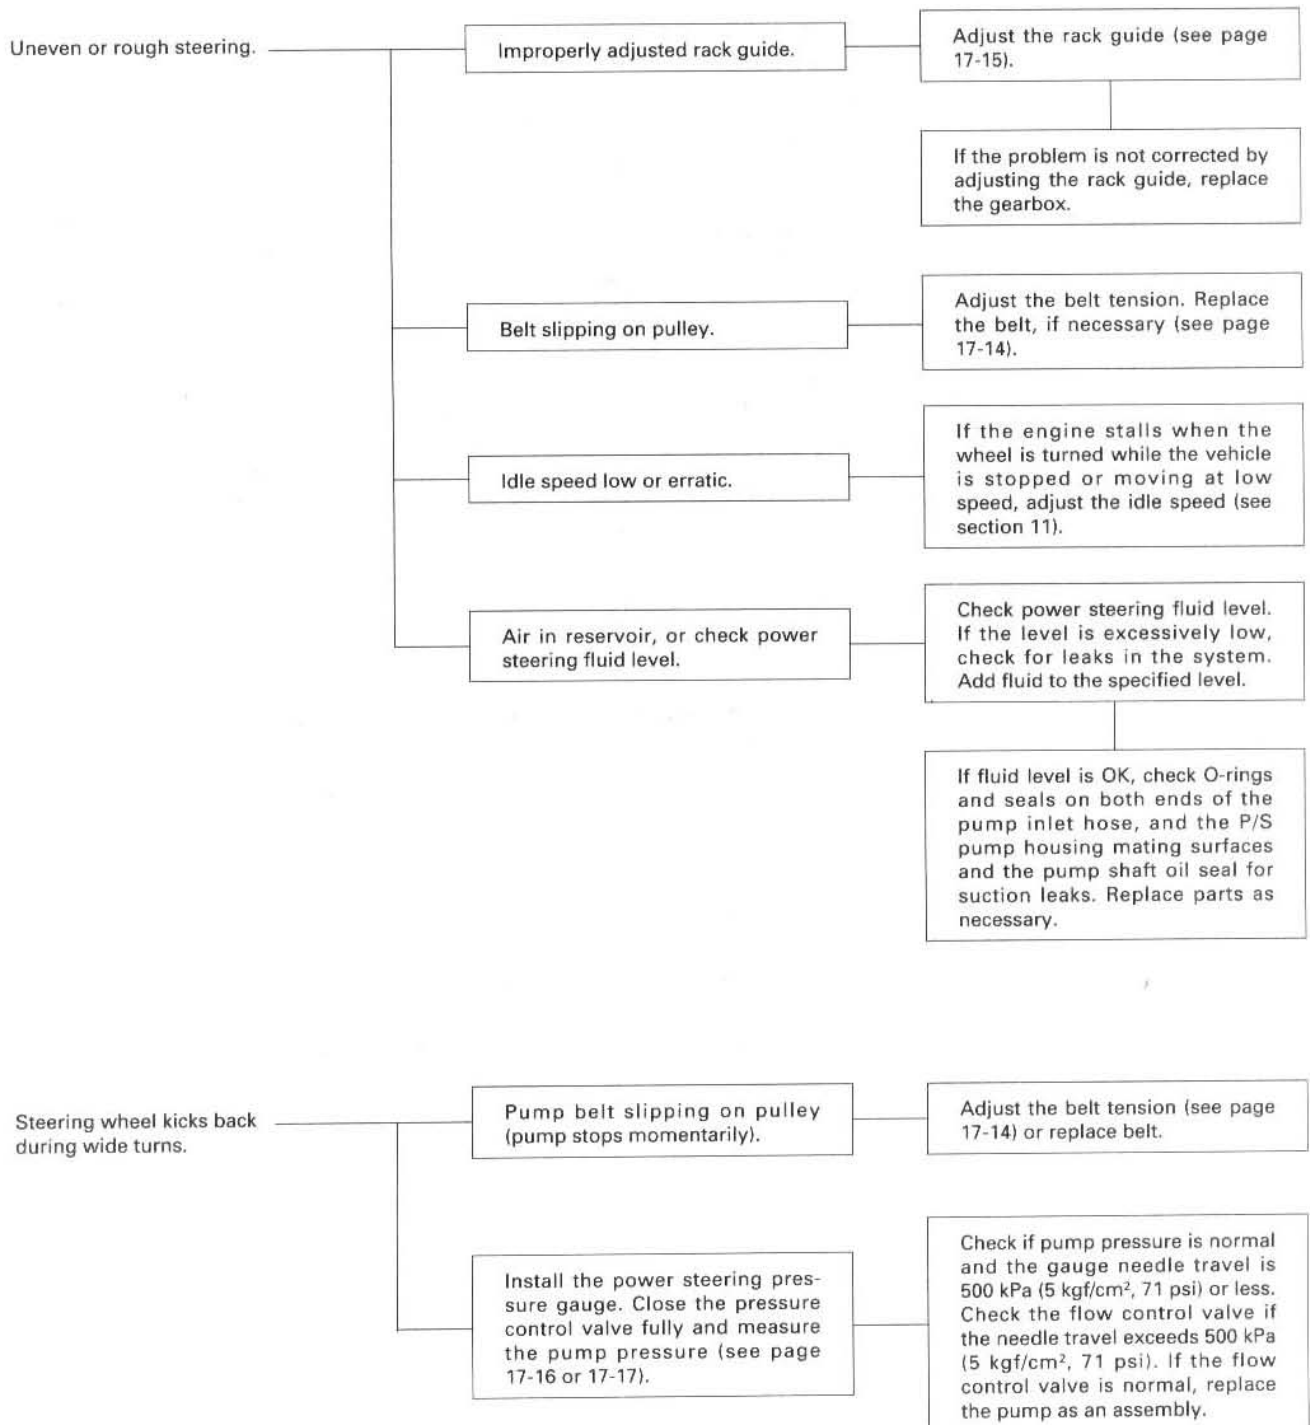 Uneven or rough steering.
Improperly adjusted rack guide.
Adjust the rack guide (see page
17-15).
If the problem is not corrected by
adjusting the rack guide, replace
the gearbox.
Belt slipping on pulley.
Adjust the belt tension. Replace
the belt, if necessary (see page
17-14).
Idle speed low or erratic.
If the engine stalls when the
wheel is turned while the vehicle
is stopped or moving at low
speed, adjust the idle speed (see
section 11).
Air in reservoir, or check power
steering fluid level.
Check power steering fluid level.
If the level is excessively low,
check for leaks in the system.
Add fluid to the specified level.
If fluid level is OK, check O-rings
and seals on both ends of the
pump inlet hose, and the P/S
pump housing mating surfaces
and the pump shaft oil seal for
suction leaks. Replace parts as
necessary.
Steering wheel kicks back
during wide turns.
Pump belt slipping on pulley
(pump stops momentarily).
Adjust the belt tension (see page
17-14) or replace belt.
Install the power steering pres-
sure gauge. Close the pressure
control valve fully and measure
the pump pressure (see page
17-16 or 17-17).
Check if pump pressure is normal
and the gauge needle travel is
500 kPa (5 kgf/cm², 71 psi) or less.
Check the flow control valve if
the needle travel exceeds 500 kPa
(5 kgf/cm², 71 psi). If the flow
control valve is normal, replace
the pump as an assembly.